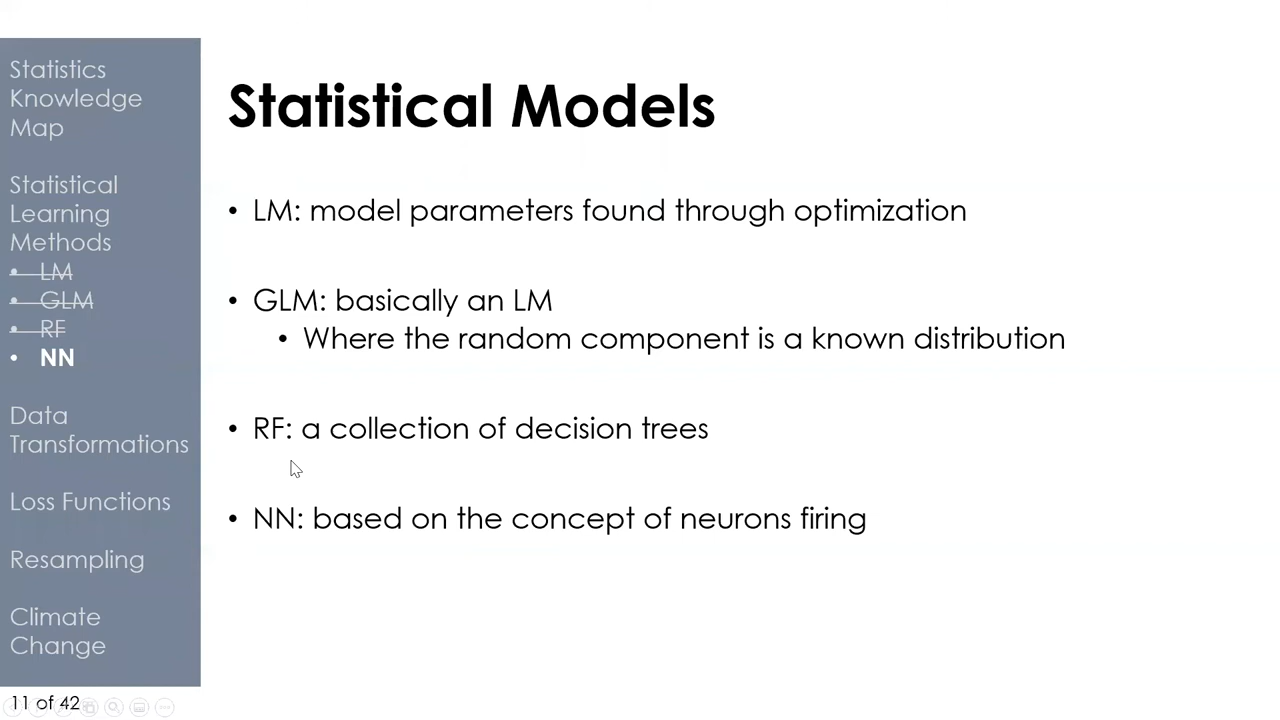 Statistics
Knowledge
Map
Statistical
Learning
Methods
• LM
• GLM
• RF
• NN
Data
Transformations
Loss Functions
Resampling
Climate
Change
11 of 42
Statistical Models
• LM: model parameters found through optimization
• GLM: basically an LM
• Where the random component is a known distribution
• RF: a collection of decision trees
• NN: based on the concept of neurons firing